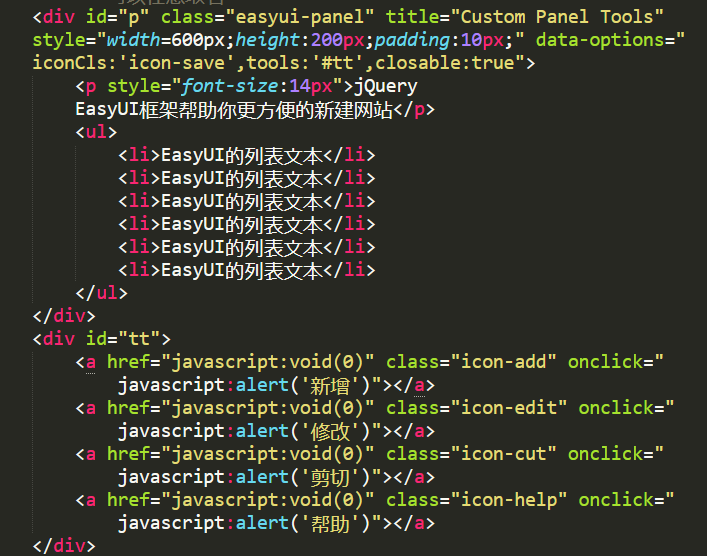 <div id="p" class="easyui-panel" title="Custom Panel Tools"
style="width=600px;height:200px;padding:10px;" data-options="
iconCls:'icon-save',tools:'#tt',closable:true">
<p style="font-size:14px">jQuery
EasyUI框架帮助你更方便的新建网站</p>
<ul>
<li>EasyUI的列表文本</li>
<li>EasyUI的列表文本</li>
<li>EasyUI的列表文本</li>
<li>EasyUI的列表文本</li>
<li>EasyUI的列表文本</li>
<li>EasyUI的列表文本</li>
</ul>
</div>
<div id="tt">
<a href="javascript:void(0)" class="icon-add" onclick="
javascript:alert('新增')"></a>
<a href="javascript:void(0)" class="icon-edit" onclick="
javascript:alert('修改')"></a>
<a href="javascript:void(0)" class="icon-cut" onclick="
javascript:alert('剪切')"></a>
<a href="javascript:void(0)" class="icon-help" onclick="
javascript:alert('帮助')"></a>
</div>